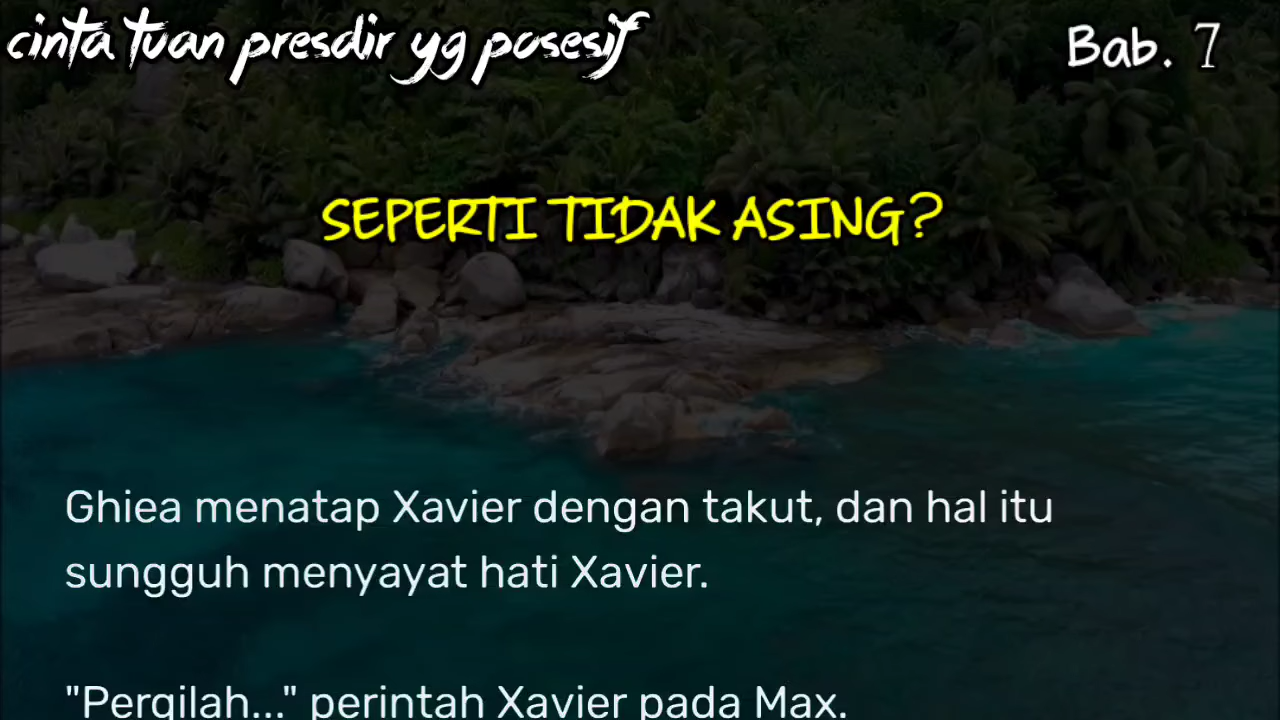 cinta tuan presdir yg posesif
Bab. 7
SEPERTI TIDAK ASING?
Ghiea menatap Xavier dengan takut, dan hal itu
sungguh menyayat hati Xavier.
"Pergilah..." perintah Xavier pada Max.